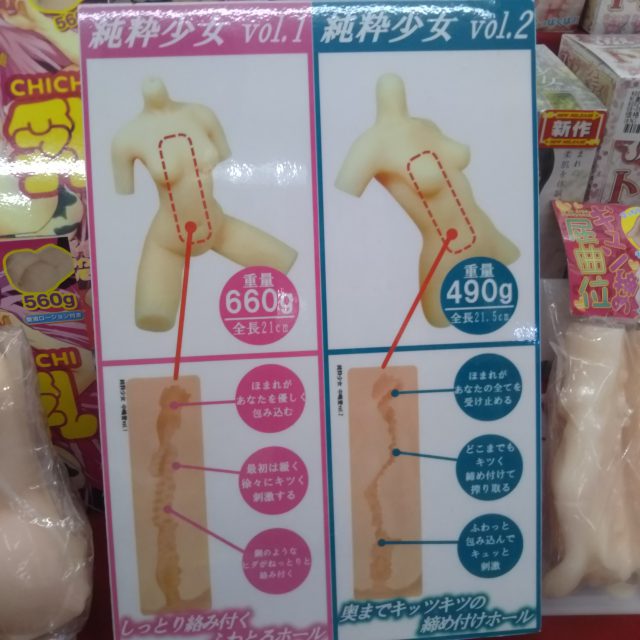 純粋少女 vol.1
重量
660g
全長21cm
ほまれが
あなたを優しく
包み込む
最初は緩く
徐々にキツく
刺激する
ヒダがねっとりと
絡み付く
しっとり絡み付く
純粋少女 vol.2
重量
490g
全長21.5cm
ほまれが
あなたの全てを
受け止める
どこまでも
キツく
締め付けて
搾り取る
ふわっと
包み込んで
キュッと
刺激
奥までキッツキツの
締め付けホール
560g
CHICHI
560g
CHICHI
新作